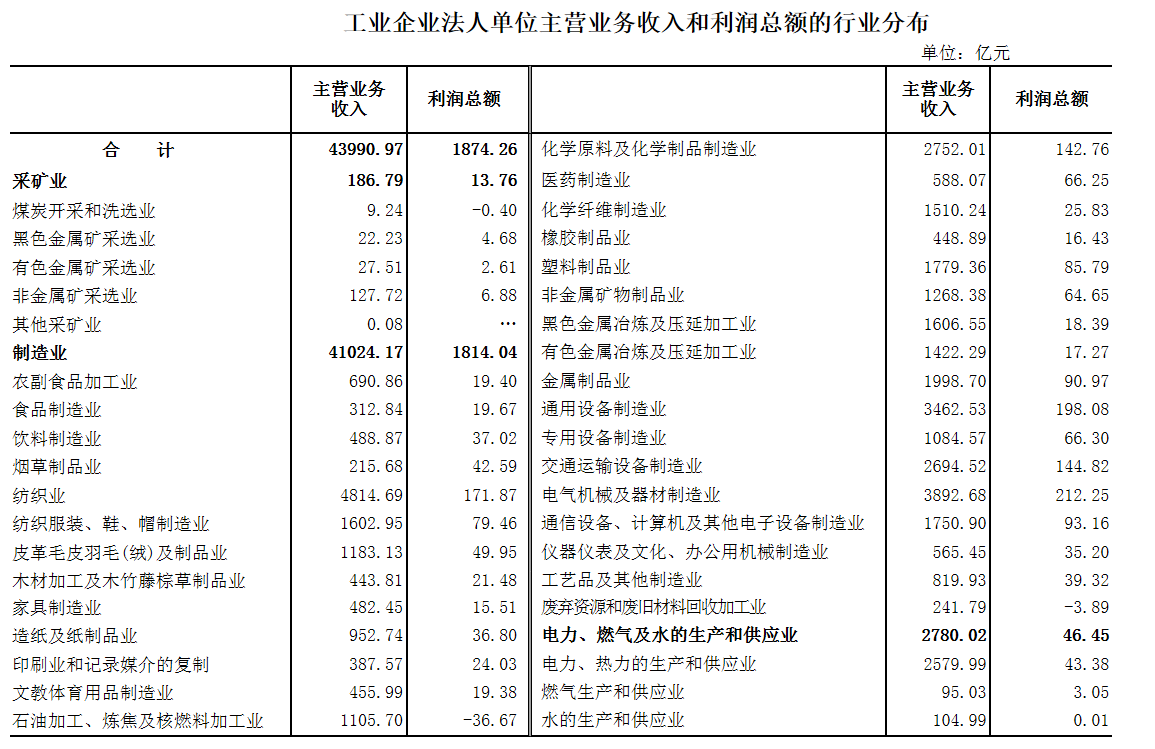 工业企业法人单位主营业务收入和利润总额的行业分布
单位：亿元
主营业务收入 利润总额 主营业务收入 利润总额
合 计 43990.97 1874.26 化学原料及化学制品制造业 2752.01 142.76
采矿业 186.79 13.76 医药制造业 588.07 66.25
煤炭开采和洗选业 9.24 -0.40 化学纤维制造业 1510.24 25.83
黑色金属矿采选业 22.23 4.68 橡胶制品业 448.89 16.43
有色金属矿采选业 27.51 2.61 塑料制品业 1779.36 85.79
非金属矿采选业 127.72 6.88 非金属矿物制品业 1268.38 64.65
其他采矿业 0.08 … 黑色金属冶炼及压延加工业 1606.55 18.39
制造业 41024.17 1814.04 有色金属冶炼及压延加工业 1422.29 17.27
农副食品加工业 690.86 19.40 金属制品业 1998.70 90.97
食品制造业 312.84 19.67 通用设备制造业 3462.53 198.08
饮料制造业 488.87 37.02 专用设备制造业 1084.57 66.30
烟草制品业 215.68 42.59 交通运输设备制造业 2694.52 144.82
纺织业 4814.69 171.87 电气机械及器材制造业 3892.68 212.25
纺织服装、鞋、帽制造业 1602.95 79.46 通信设备、计算机及其他电子设备制造业 1750.90 93.16
皮革毛皮羽毛(绒)及制品业 1183.13 49.95 仪器仪表及文化、办公用机械制造业 565.45 35.20
木材加工及木竹藤棕草制品业 443.81 21.48 工艺品及其他制造业 819.93 39.32
家具制造业 482.45 15.51 废弃资源和废旧材料回收加工业 241.79 -3.89
造纸及纸制品业 952.74 36.80 电力、燃气及水的生产和供应业 2780.02 46.45
印刷业和记录媒介的复制 387.57 24.03 电力、热力的生产和供应业 2579.99 43.38
文教体育用品制造业 455.99 19.38 燃气生产和供应业 95.03 3.05
石油加工、炼焦及核燃料加工业 1105.70 -36.67 水的生产和供应业 104.99 0.01